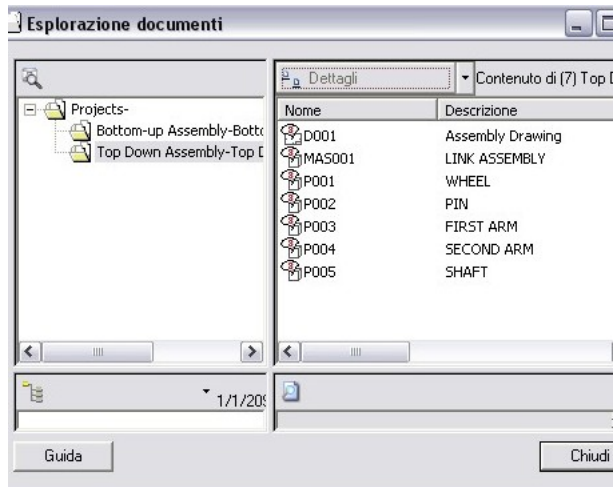 Esplorazione documenti
Dettagli
Contenuto di (7) Top
Projects-
Bottom-up Assembly-Botto
Top Down Assembly-Top
Nome Descrizione
D001 Assembly Drawing
MAS001 LINK ASSEMBLY
P001 WHEEL
P002 PIN
P003 FIRST ARM
P004 SECOND ARM
P005 SHAFT
1/1/209
Guida
Chiudi